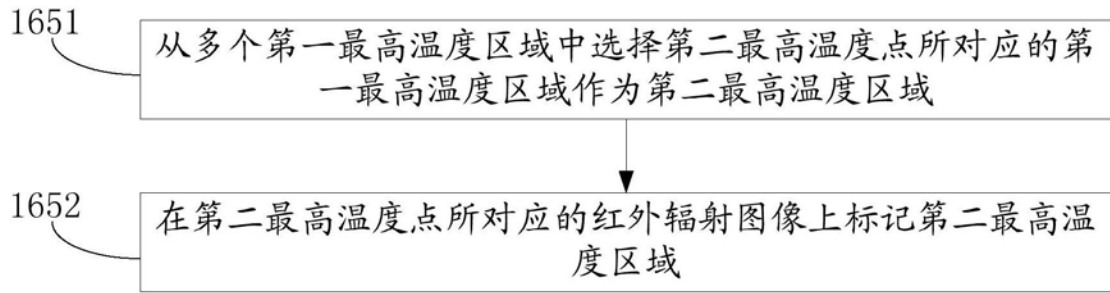 1651
从多个第一最高温度区域中选择第二最高温度点所对应的第
一最高温度区域作为第二最高温度区域
1652
在第二最高温度点所对应的红外辐射图像上标记第二最高温
度区域